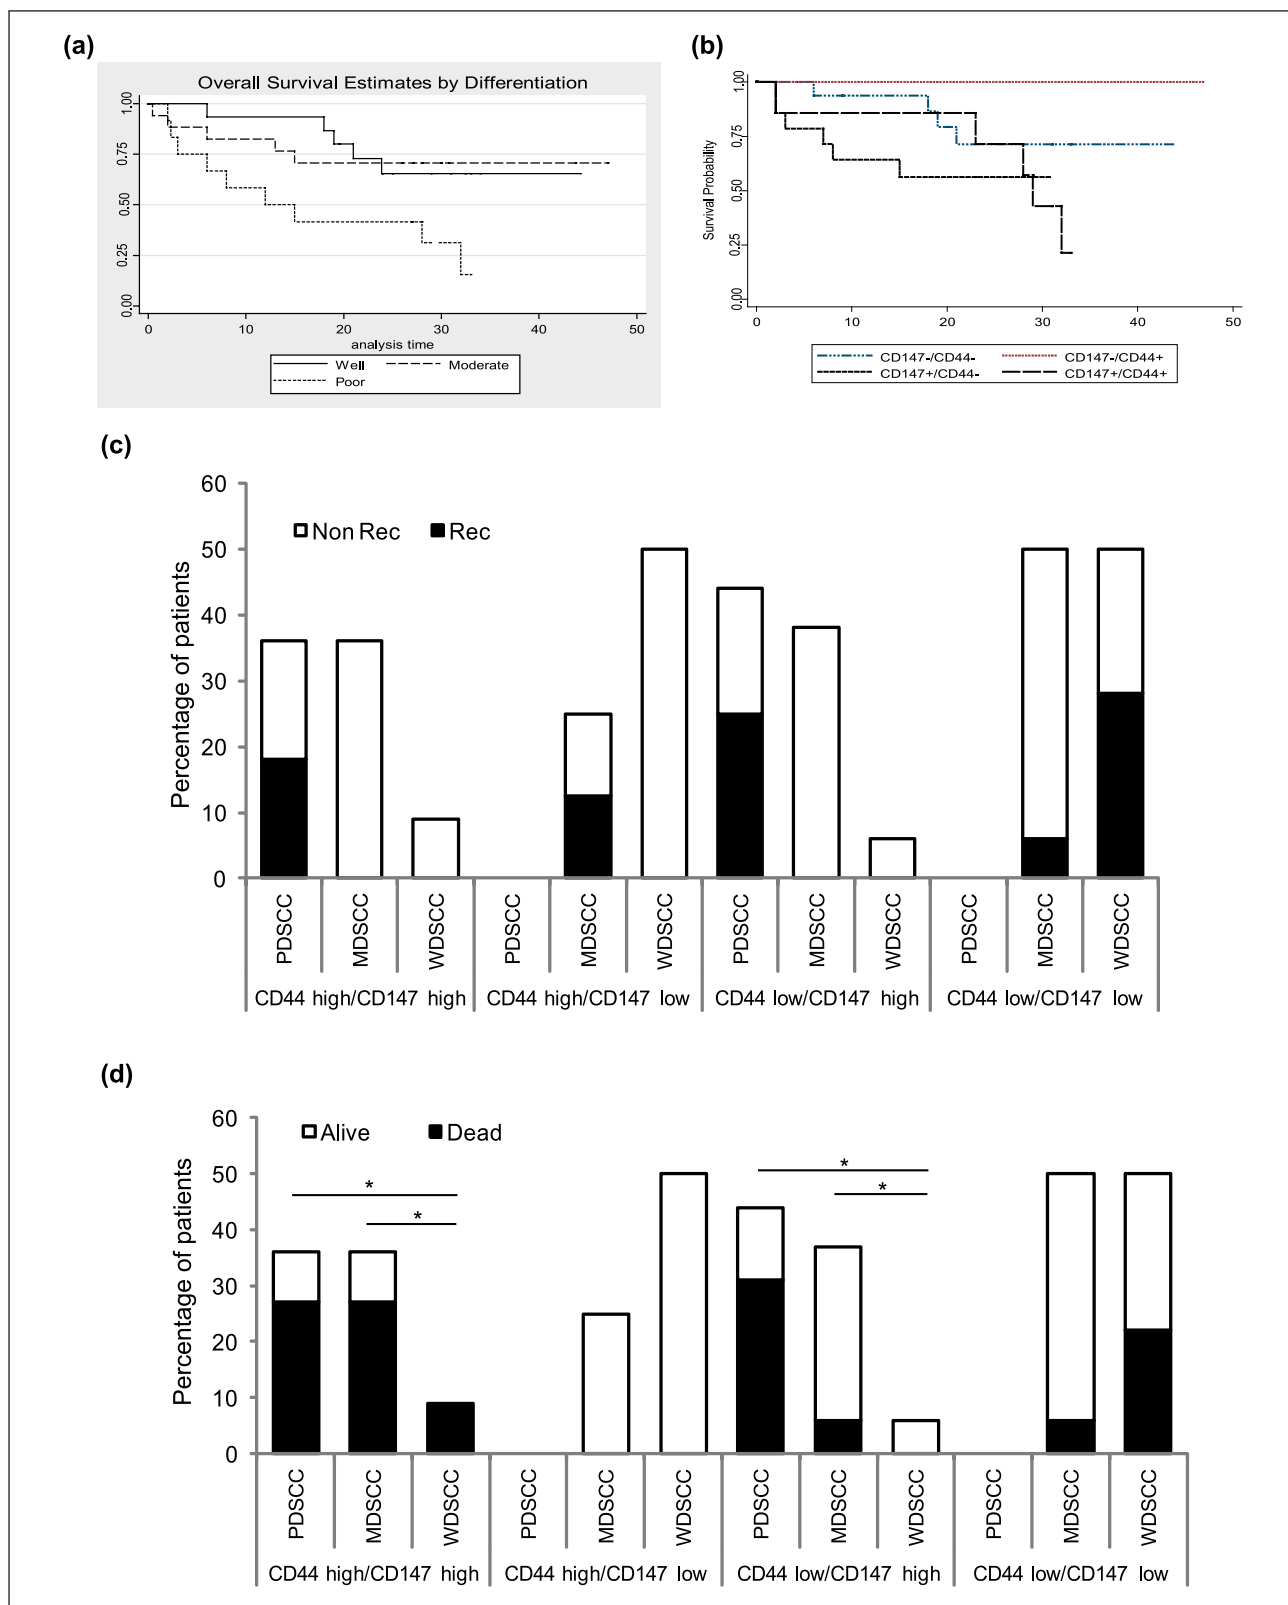 (a)
Overall Survival Estimates by Differentiation
1.00
0.75
0.50
0.25
0.00
0 10 20 30 40 50
analysis time
Well Moderate
Poor
(b)
Survival Probability
1.00
0.75
0.50
0.25
0.00
0 10 20 30 40 50
CD147-/CD44- CD147-/CD44+
CD147+/CD44- CD147+/CD44+
(c)
Percentage of patients
60
50
40
30
20
10
0
Non Rec Rec
PDSCC MDSCC WDSCC PDSCC MDSCC WDSCC PDSCC MDSCC WDSCC PDSCC MDSCC WDSCC
CD44 high/CD147 high CD44 high/CD147 low CD44 low/CD147 high CD44 low/CD147 low
(d)
Percentage of patients
60
50
40
30
20
10
0
Alive Dead
*
*
*
*
PDSCC MDSCC WDSCC PDSCC MDSCC WDSCC PDSCC MDSCC WDSCC PDSCC MDSCC WDSCC
CD44 high/CD147 high CD44 high/CD147 low CD44 low/CD147 high CD44 low/CD147 low